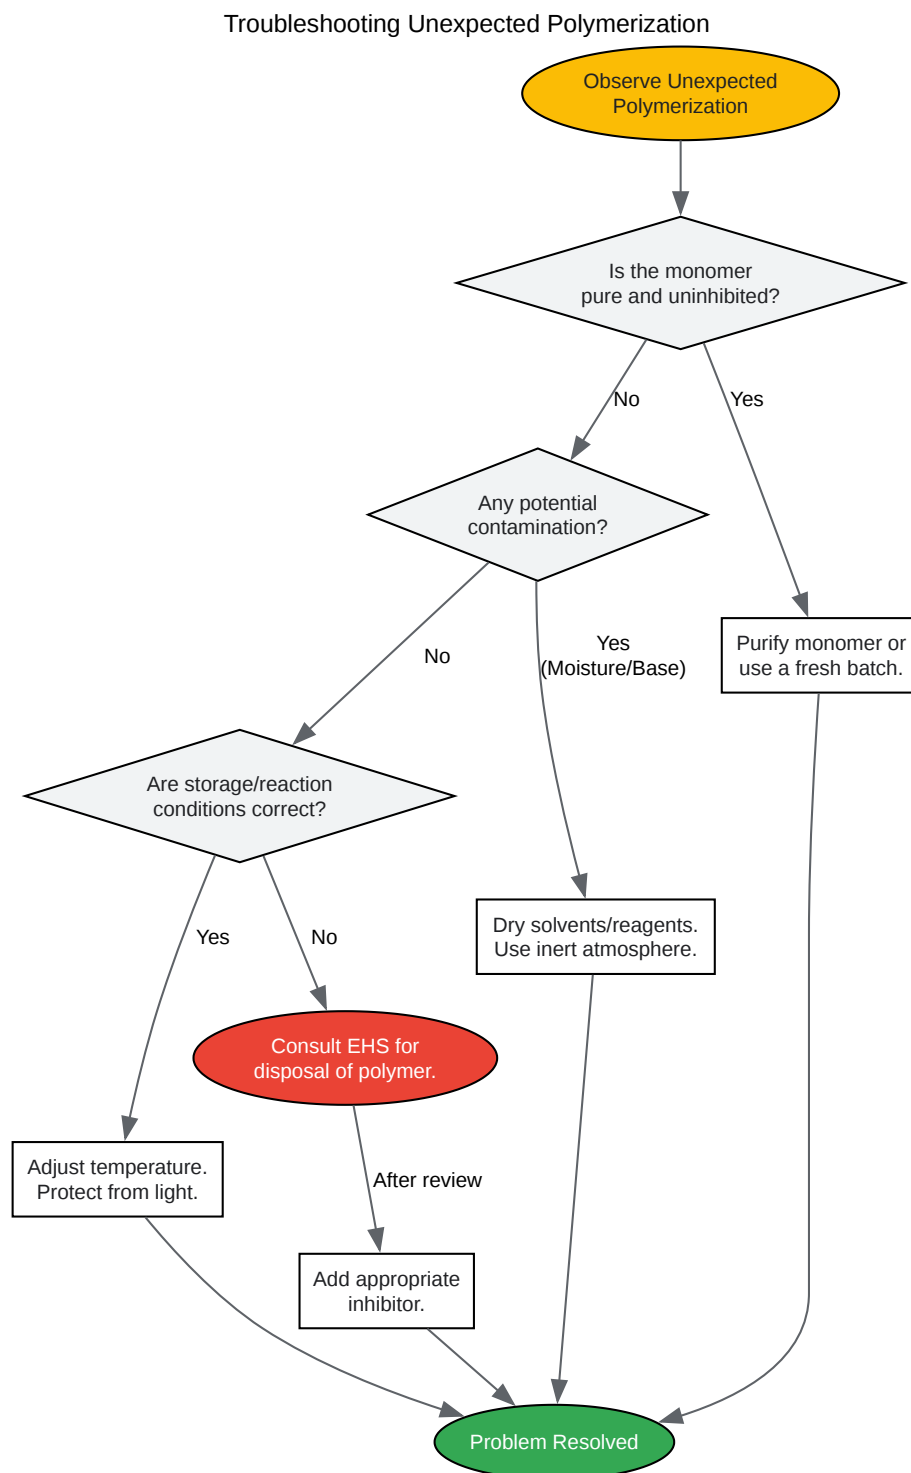 Troubleshooting Unexpected Polymerization
Observe Unexpected
Polymerization
Is the monomer
pure and uninhibited?
No
Yes
Any potential
contamination?
No
Yes
(Moisture/Base)
Purify monomer or
use a fresh batch.
Are storage/reaction
conditions correct?
Yes
No
Dry solvents/reagents.
Use inert atmosphere.
Consult EHS for
disposal of polymer.
Adjust temperature.
Protect from light.
After review
Add appropriate
inhibitor.
Problem Resolved